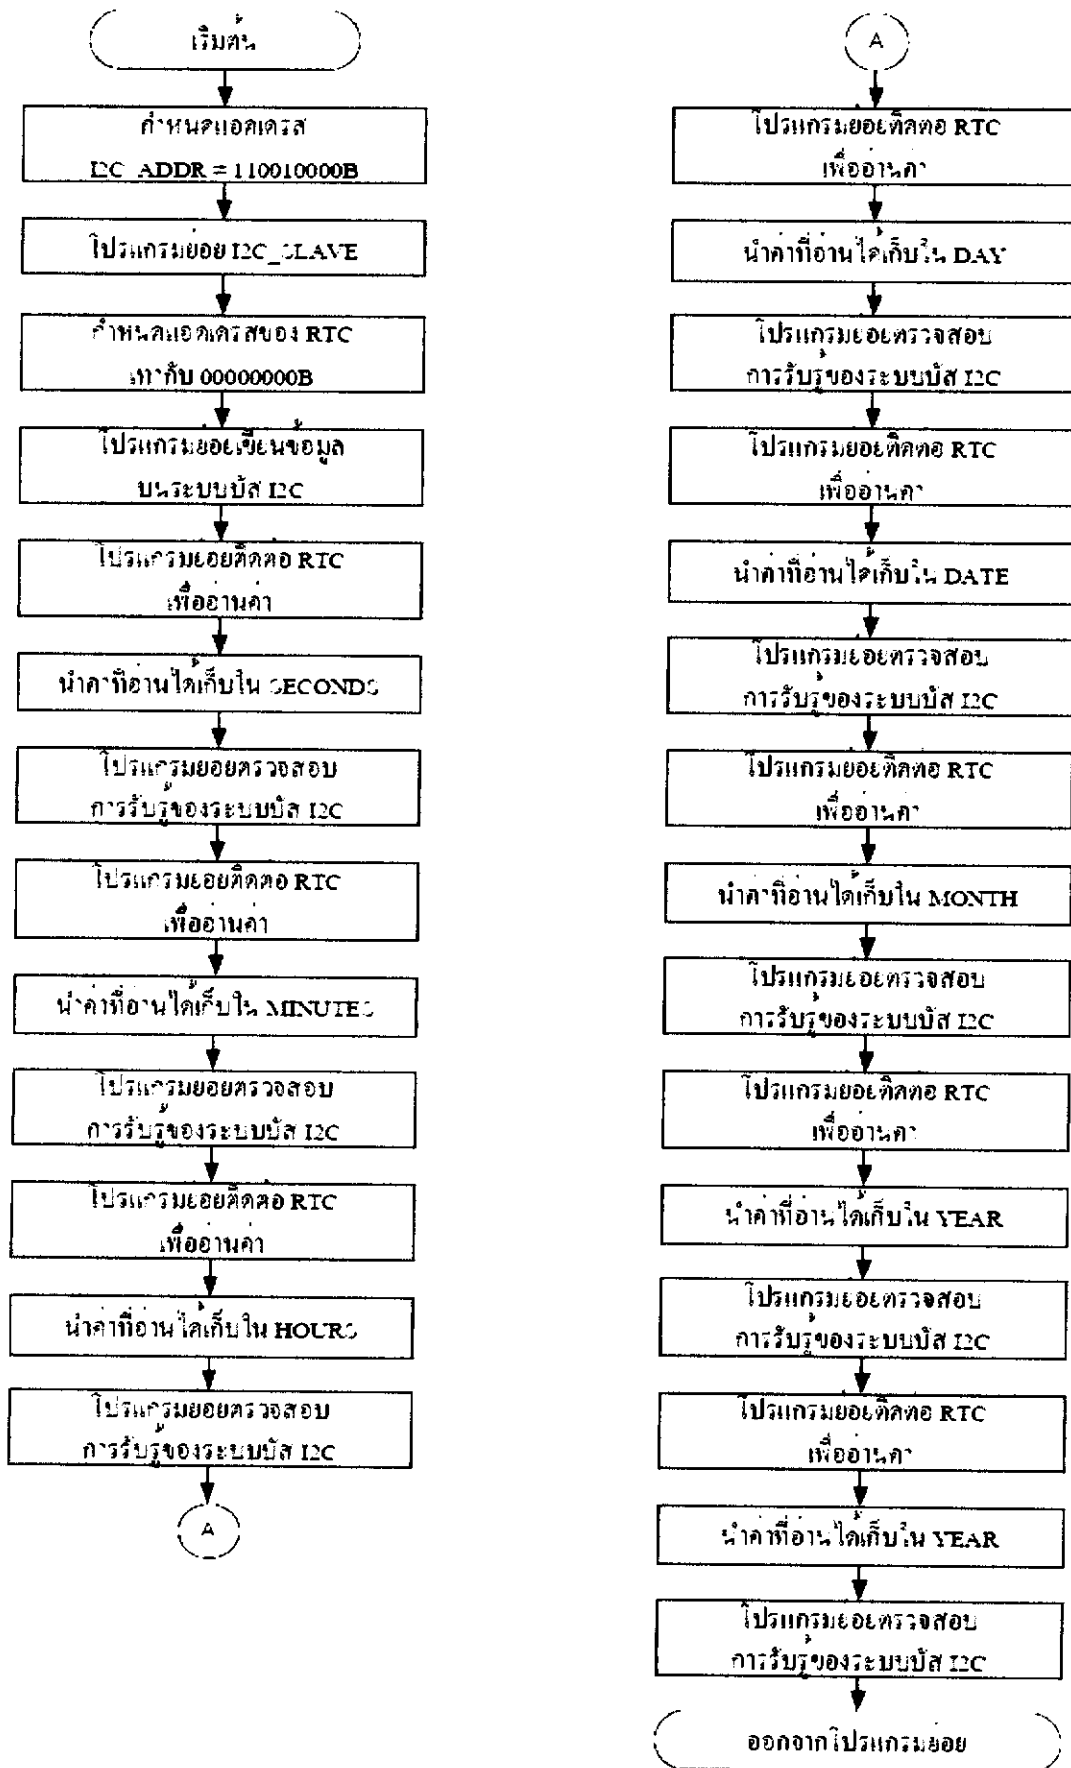 เริ่มต้น
กำหนดแอดเดรส
I2C_ADDR = 110010000B
โปรแกรมย่อย I2C_SLAVE
กำหนดแอดเดรสของ RTC
เท่ากับ 00000000B
โปรแกรมย่อยเขียนข้อมูล
บนระบบบัส I2C
โปรแกรมย่อยติดต่อ RTC
เพื่ออ่านค่า
นำค่าที่อ่านได้เก็บใน SECONDS
โปรแกรมย่อยตรวจสอบ
การรับรู้ของระบบบัส I2C
โปรแกรมย่อยติดต่อ RTC
เพื่ออ่านค่า
นำค่าที่อ่านได้เก็บใน MINUTES
โปรแกรมย่อยตรวจสอบ
การรับรู้ของระบบบัส I2C
โปรแกรมย่อยติดต่อ RTC
เพื่ออ่านค่า
นำค่าที่อ่านได้เก็บใน HOURS
โปรแกรมย่อยตรวจสอบ
การรับรู้ของระบบบัส I2C
A
A
โปรแกรมย่อยติดต่อ RTC
เพื่ออ่านค่า
นำค่าที่อ่านได้เก็บใน DAY
โปรแกรมย่อยตรวจสอบ
การรับรู้ของระบบบัส I2C
โปรแกรมย่อยติดต่อ RTC
เพื่ออ่านค่า
นำค่าที่อ่านได้เก็บใน DATE
โปรแกรมย่อยตรวจสอบ
การรับรู้ของระบบบัส I2C
โปรแกรมย่อยติดต่อ RTC
เพื่ออ่านค่า
นำค่าที่อ่านได้เก็บใน MONTH
โปรแกรมย่อยตรวจสอบ
การรับรู้ของระบบบัส I2C
โปรแกรมย่อยติดต่อ RTC
เพื่ออ่านค่า
นำค่าที่อ่านได้เก็บใน YEAR
โปรแกรมย่อยตรวจสอบ
การรับรู้ของระบบบัส I2C
โปรแกรมย่อยติดต่อ RTC
เพื่ออ่านค่า
นำค่าที่อ่านได้เก็บใน YEAR
โปรแกรมย่อยตรวจสอบ
การรับรู้ของระบบบัส I2C
ออกจากโปรแกรมย่อย